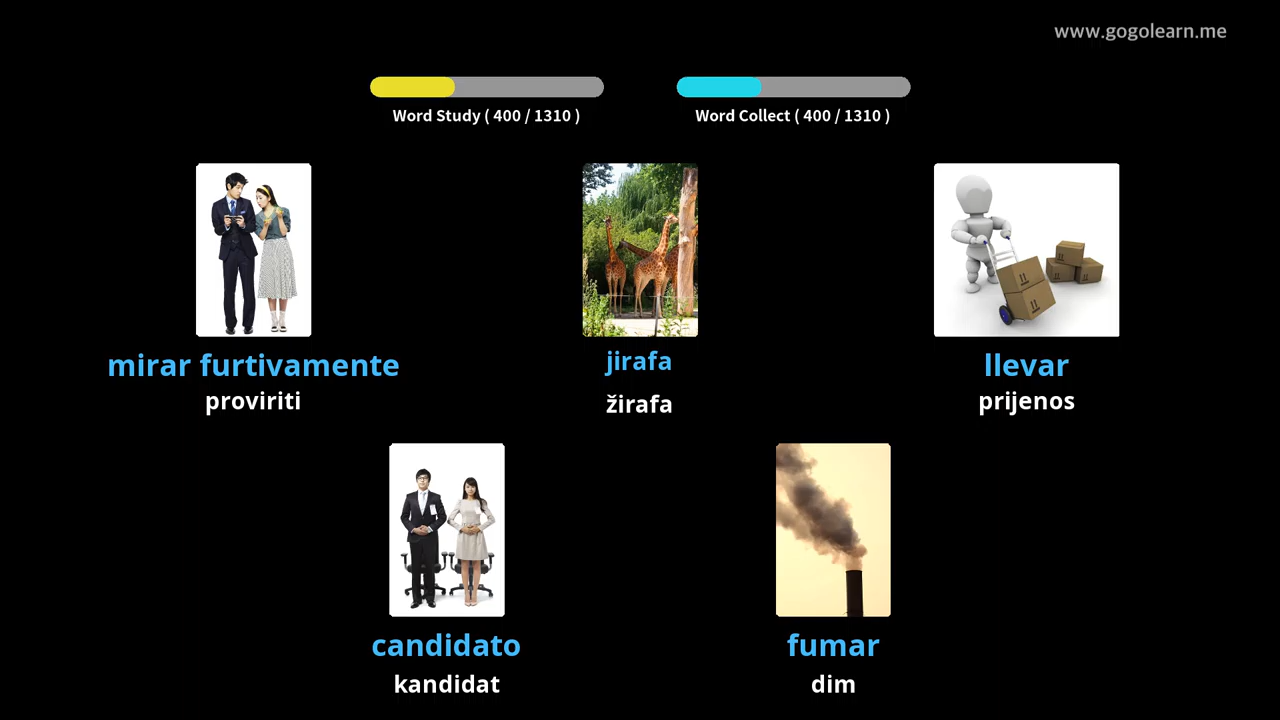 www.gogolearn.me
Word Study ( 400 / 1310 )
Word Collect ( 400 / 1310 )
mirar furtivamente
proviriti
jirafa
žirafa
llevar
prijenos
candidato
kandidat
fumar
dim